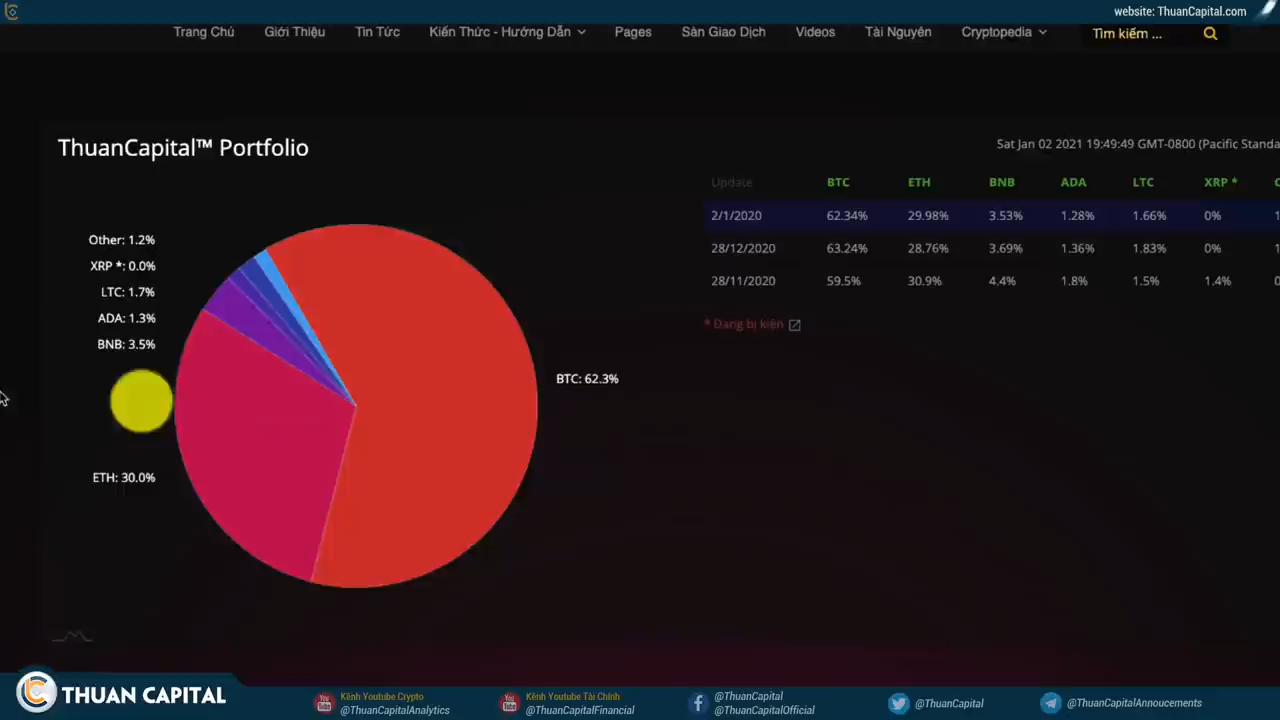 website: ThuanCapital.com
Trang Chủ Giới Thiệu Tin Tức Kiến Thức - Hướng Dẫn Pages Sàn Giao Dịch Videos Tài Nguyên Cryptopedia Tìm kiếm ...
ThuanCapital™ Portfolio
Sat Jan 02 2021 19:49:49 GMT-0800 (Pacific Standa
Update BTC ETH BNB ADA LTC XRP *
2/1/2020 62.34% 29.98% 3.53% 1.28% 1.66% 0%
28/12/2020 63.24% 28.76% 3.69% 1.36% 1.83% 0%
28/11/2020 59.5% 30.9% 4.4% 1.8% 1.5% 1.4%
* Đang bị kiện
Other: 1.2%
XRP *: 0.0%
LTC: 1.7%
ADA: 1.3%
BNB: 3.5%
BTC: 62.3%
ETH: 30.0%
THUAN CAPITAL
Kênh Youtube Crypto
@ThuanCapitalAnalytics
Kênh Youtube Tài Chính
@ThuanCapitalFinancial
@ThuanCapital
@ThuanCapitalOfficial
@ThuanCapital
@ThuanCapitalAnnoucements